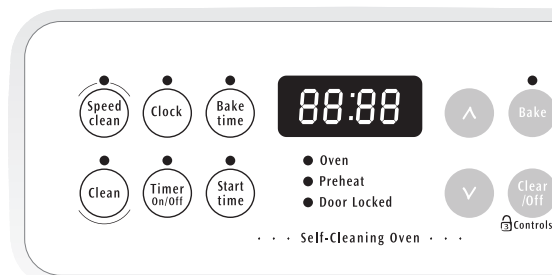 Speed
clean
Clock
Bake
time
88:88
Bake
Clean
Timer
On/Off
Start
time
Oven
Preheat
Door Locked
Clear
/Off
3 Controls
· · · Self-Cleaning Oven · · ·